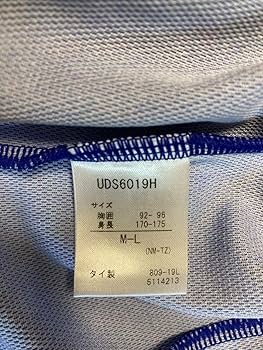 UDS6019H
サイズ
胸囲 92- 96
身長 170-175
M-L
(NM-TZ)
タイ製 809-19L
5114213